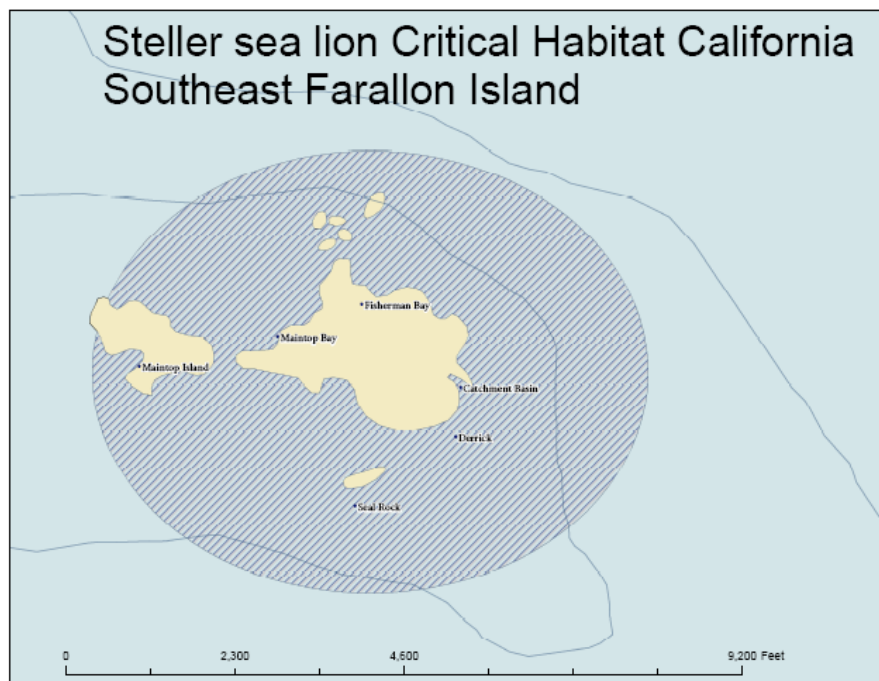 Steller sea lion Critical Habitat California
Southeast Farallon Island
Fisherman Bay
Maintop Bay
Maintop Island
Catchment Basin
Derrick
Seal Rock
0 2,300 4,600 9,200 Feet